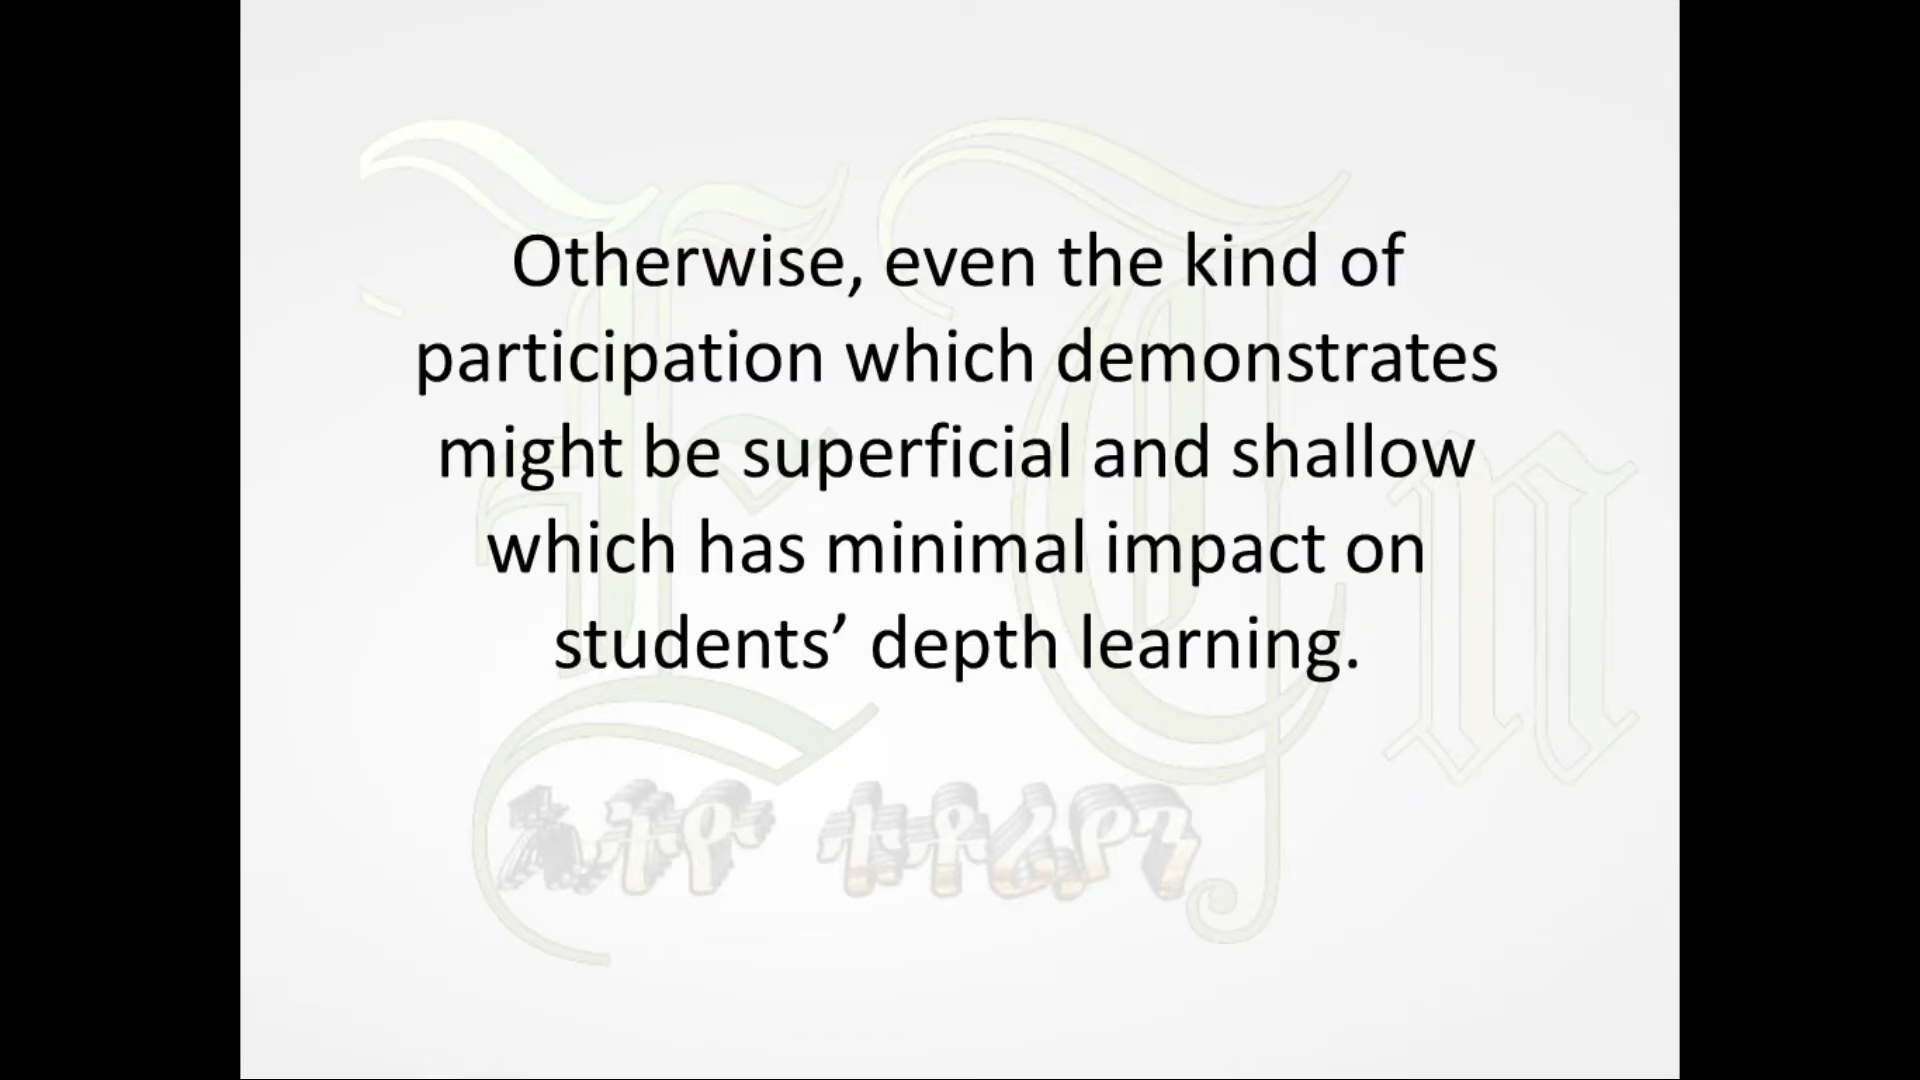 Otherwise, even the kind of
participation which demonstrates
might be superficial and shallow
which has minimal impact on
students’ depth learning.